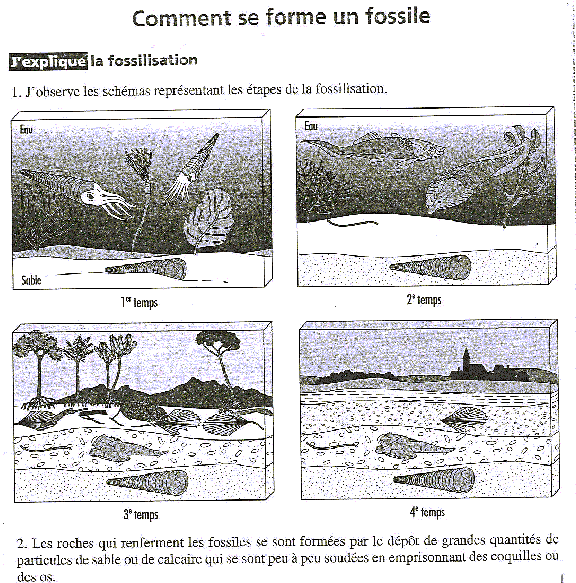 Comment se forme un fossile
J'explique la fossilisation
1. J'observe les schémas représentant les étapes de la fossilisation.
Eau
Sable
1er temps
Eau
2e temps
3e temps
4e temps
2. Les roches qui renferment les fossiles se sont formées par le dépôt de grandes quantités de
particules de sable ou de calcaire qui se sont peu à peu soudées en emprisonnant des coquilles ou
des os.